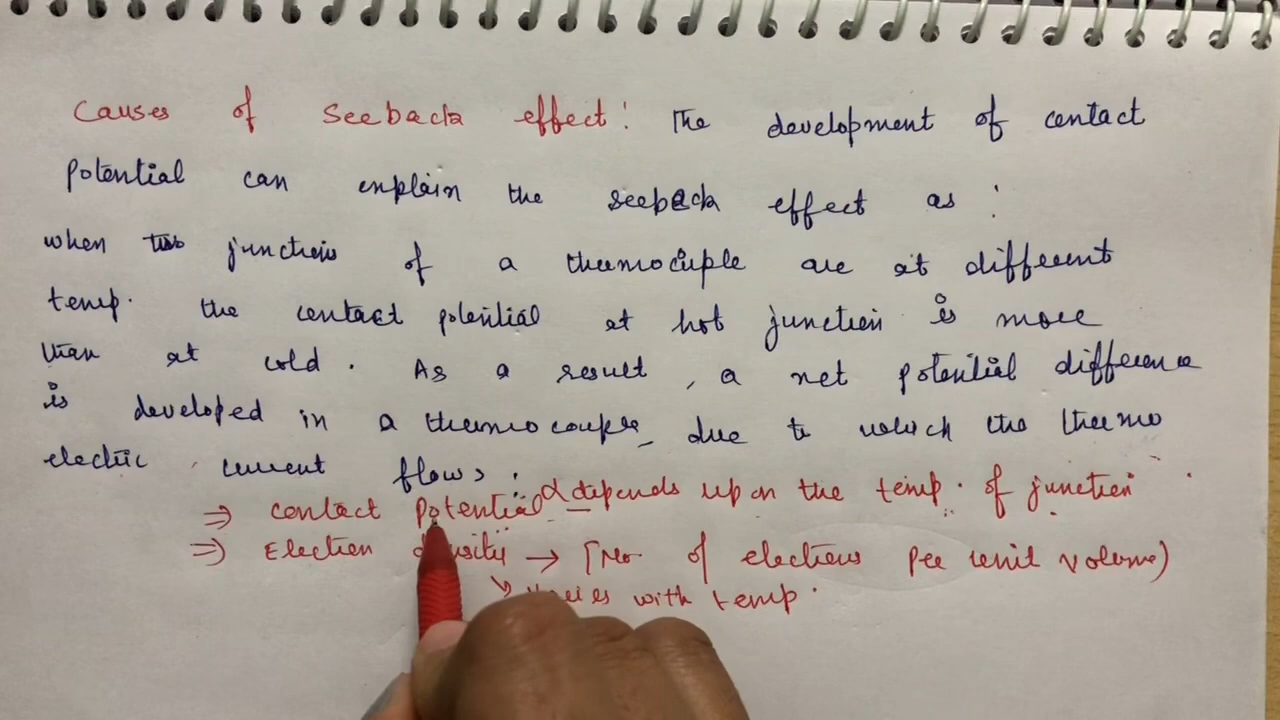 Causes of Seeback effect: The development of contact
potential can explain the seeback effect as :
when two junctions of a thermocuple are at different
temp. the contact potential at hot junction is more
than at cold. As a result, a net potential difference
is developed in a thermocouple, due to which the thermo
electric current flows.
⇒ contact potential α depends upon the temp. of junction
⇒ Electron density → (No. of electrons per unit volume)
↘ varies with temp.